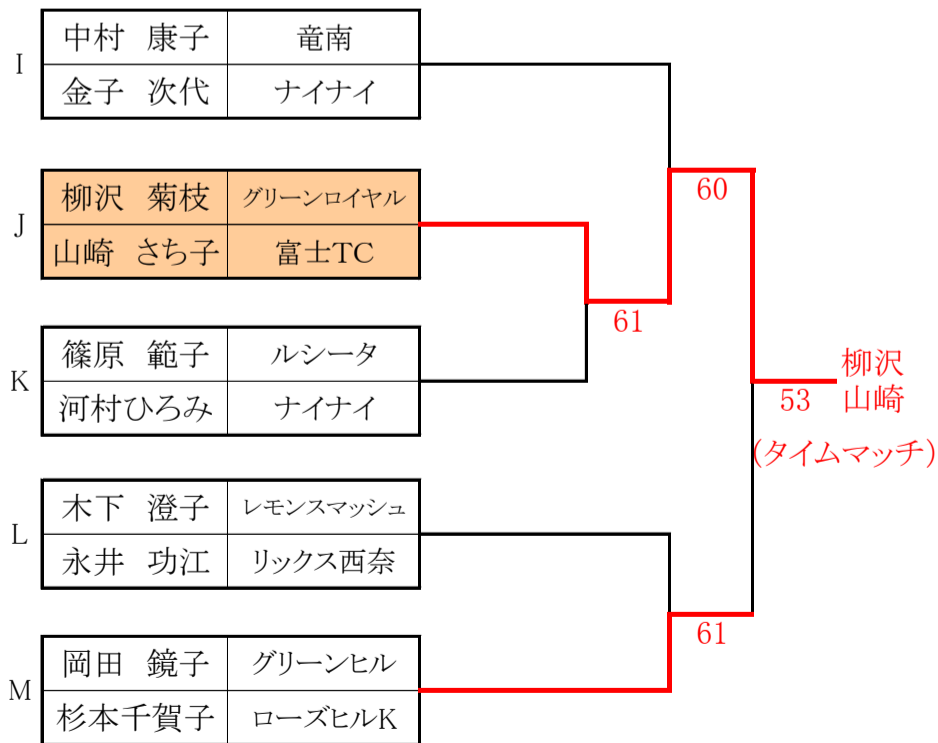 I
中村 康子 竜南
金子 次代 ナイナイ
J
柳沢 菊枝 グリーンロイヤル
山崎 さち子 富士TC
K
篠原 範子 ルシータ
河村ひろみ ナイナイ
L
木下 澄子 レモンスマッシュ
永井 功江 リックス西奈
M
岡田 鏡子 グリーンヒル
杉本千賀子 ローズヒルK
60
61
53
61
柳沢
山崎
(タイムマッチ)